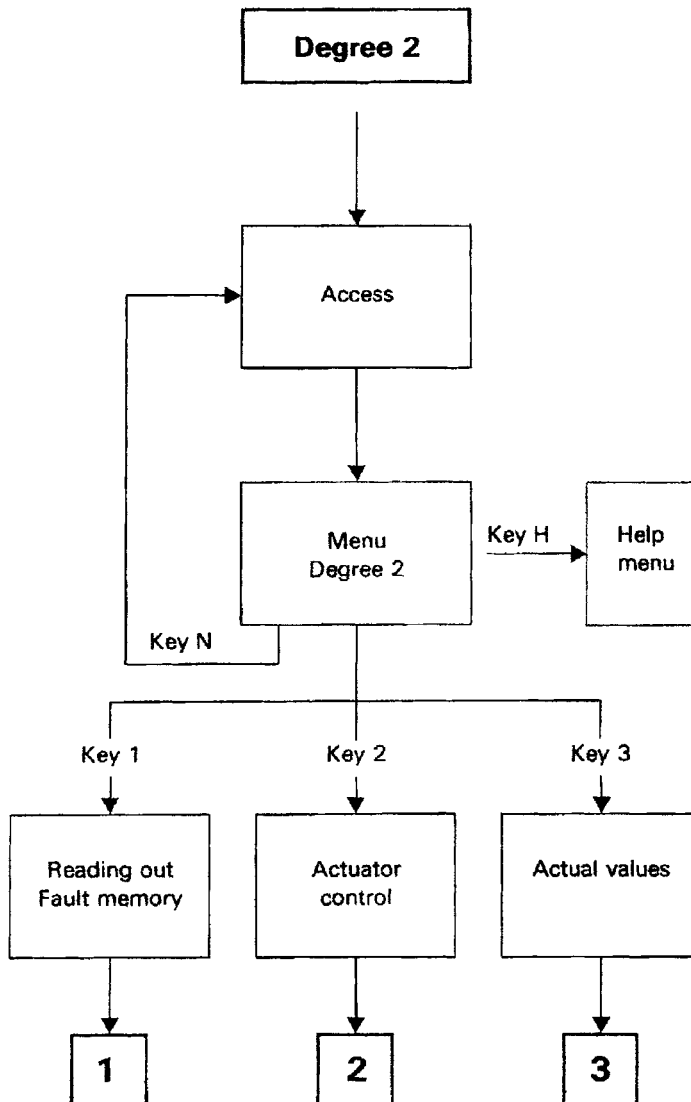 Degree 2
Access
Menu
Degree 2
Key H
Help
menu
Key N
Key 1
Key 2
Key 3
Reading out
Fault memory
Actuator
control
Actual values
1
2
3